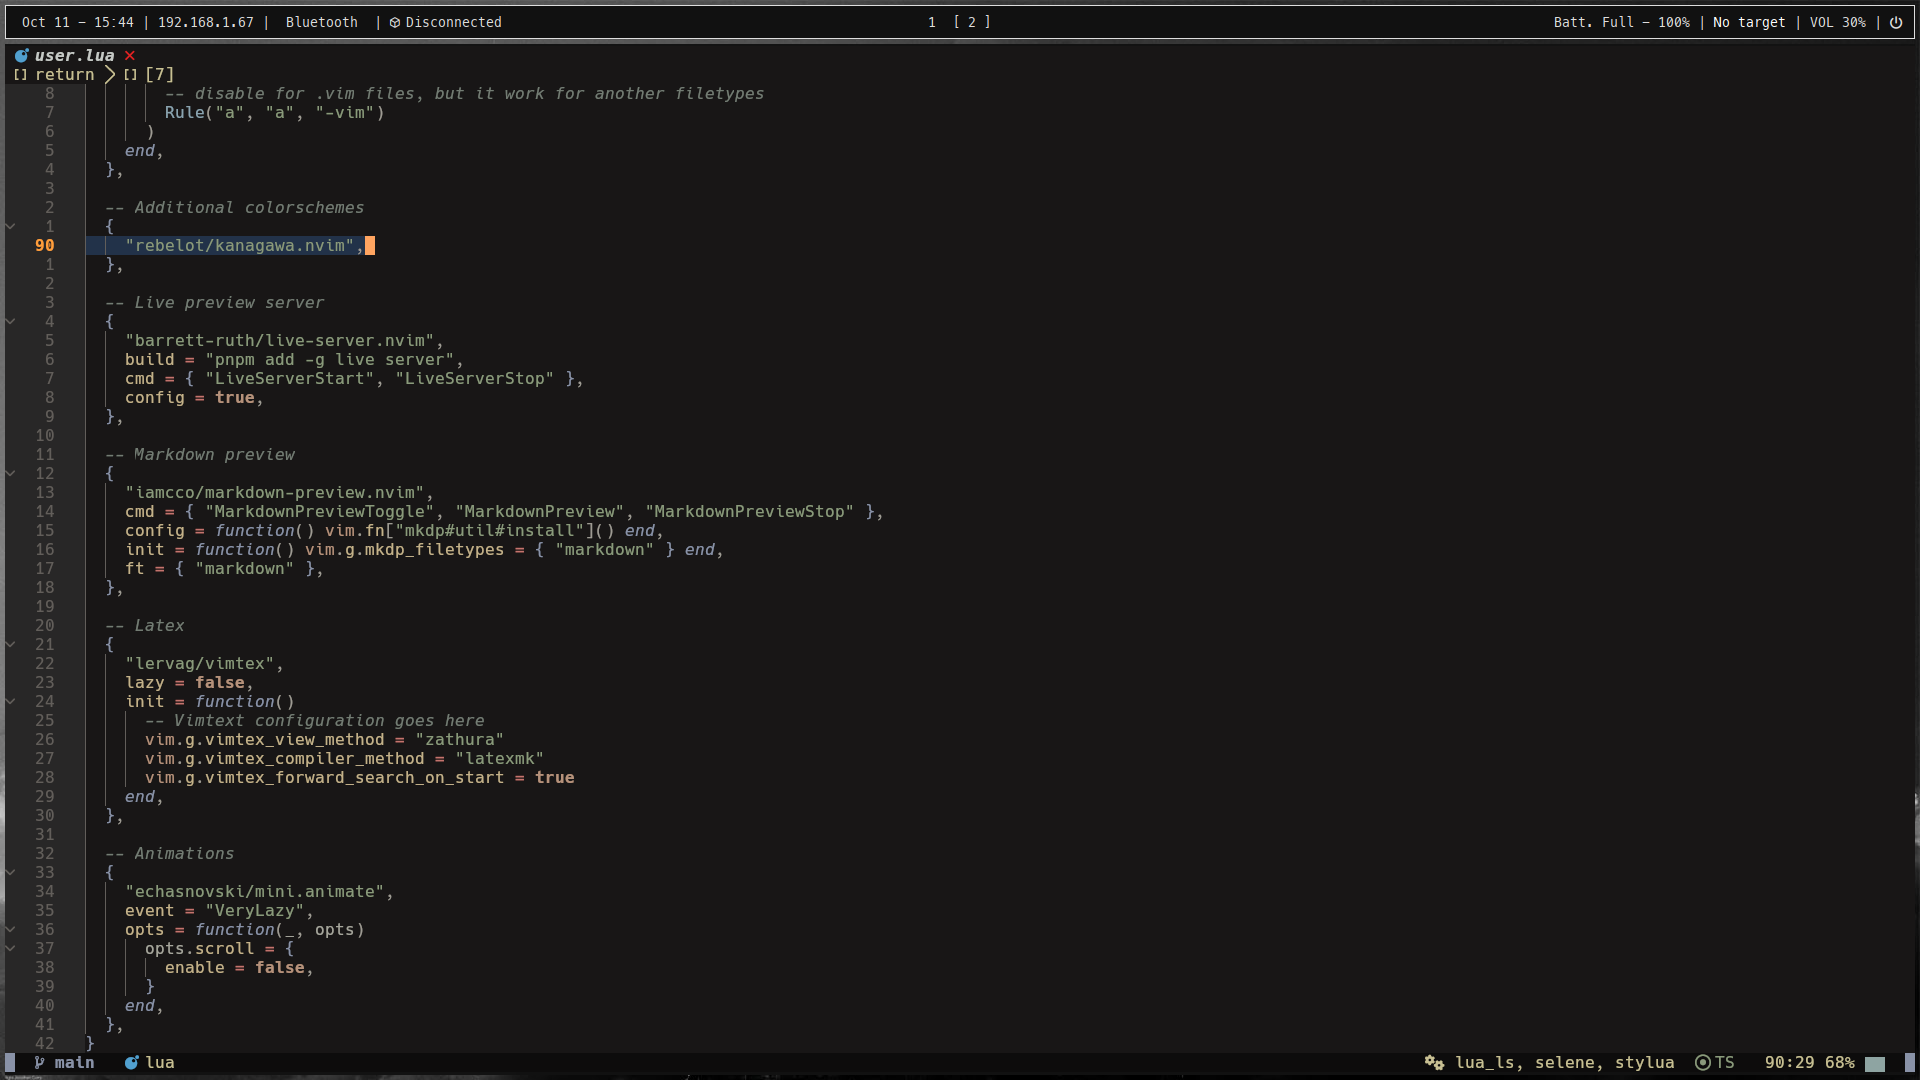 Oct 11 – 15:44 | 192.168.1.67 | Bluetooth | Disconnected 1 [ 2 ] Batt. Full – 100% | No target | VOL 30% |
user.lua
[] return > [] [7]
8 -- disable for .vim files, but it work for another filetypes
7 Rule("a", "a", "-vim")
6 )
5 end,
4 },
3
2 -- Additional colorschemes
1 {
90 "rebelot/kanagawa.nvim",
1 },
2
3 -- Live preview server
4 {
5 "barrett-ruth/live-server.nvim",
6 build = "pnpm add -g live server",
7 cmd = { "LiveServerStart", "LiveServerStop" },
8 config = true,
9 },
10
11 -- Markdown preview
12 {
13 "iamcco/markdown-preview.nvim",
14 cmd = { "MarkdownPreviewToggle", "MarkdownPreview", "MarkdownPreviewStop" },
15 config = function() vim.fn["mkdp#util#install"]() end,
16 init = function() vim.g.mkdp_filetypes = { "markdown" } end,
17 ft = { "markdown" },
18 },
19
20 -- Latex
21 {
22 "lervag/vimtex",
23 lazy = false,
24 init = function()
25 -- Vimtext configuration goes here
26 vim.g.vimtex_view_method = "zathura"
27 vim.g.vimtex_compiler_method = "latexmk"
28 vim.g.vimtex_forward_search_on_start = true
29 end,
30 },
31
32 -- Animations
33 {
34 "echasnovski/mini.animate",
35 event = "VeryLazy",
36 opts = function(_, opts)
37 opts.scroll = {
38 enable = false,
39 }
40 end,
41 },
42 }
main lua lua_ls, selene, stylua TS 90:29 68%